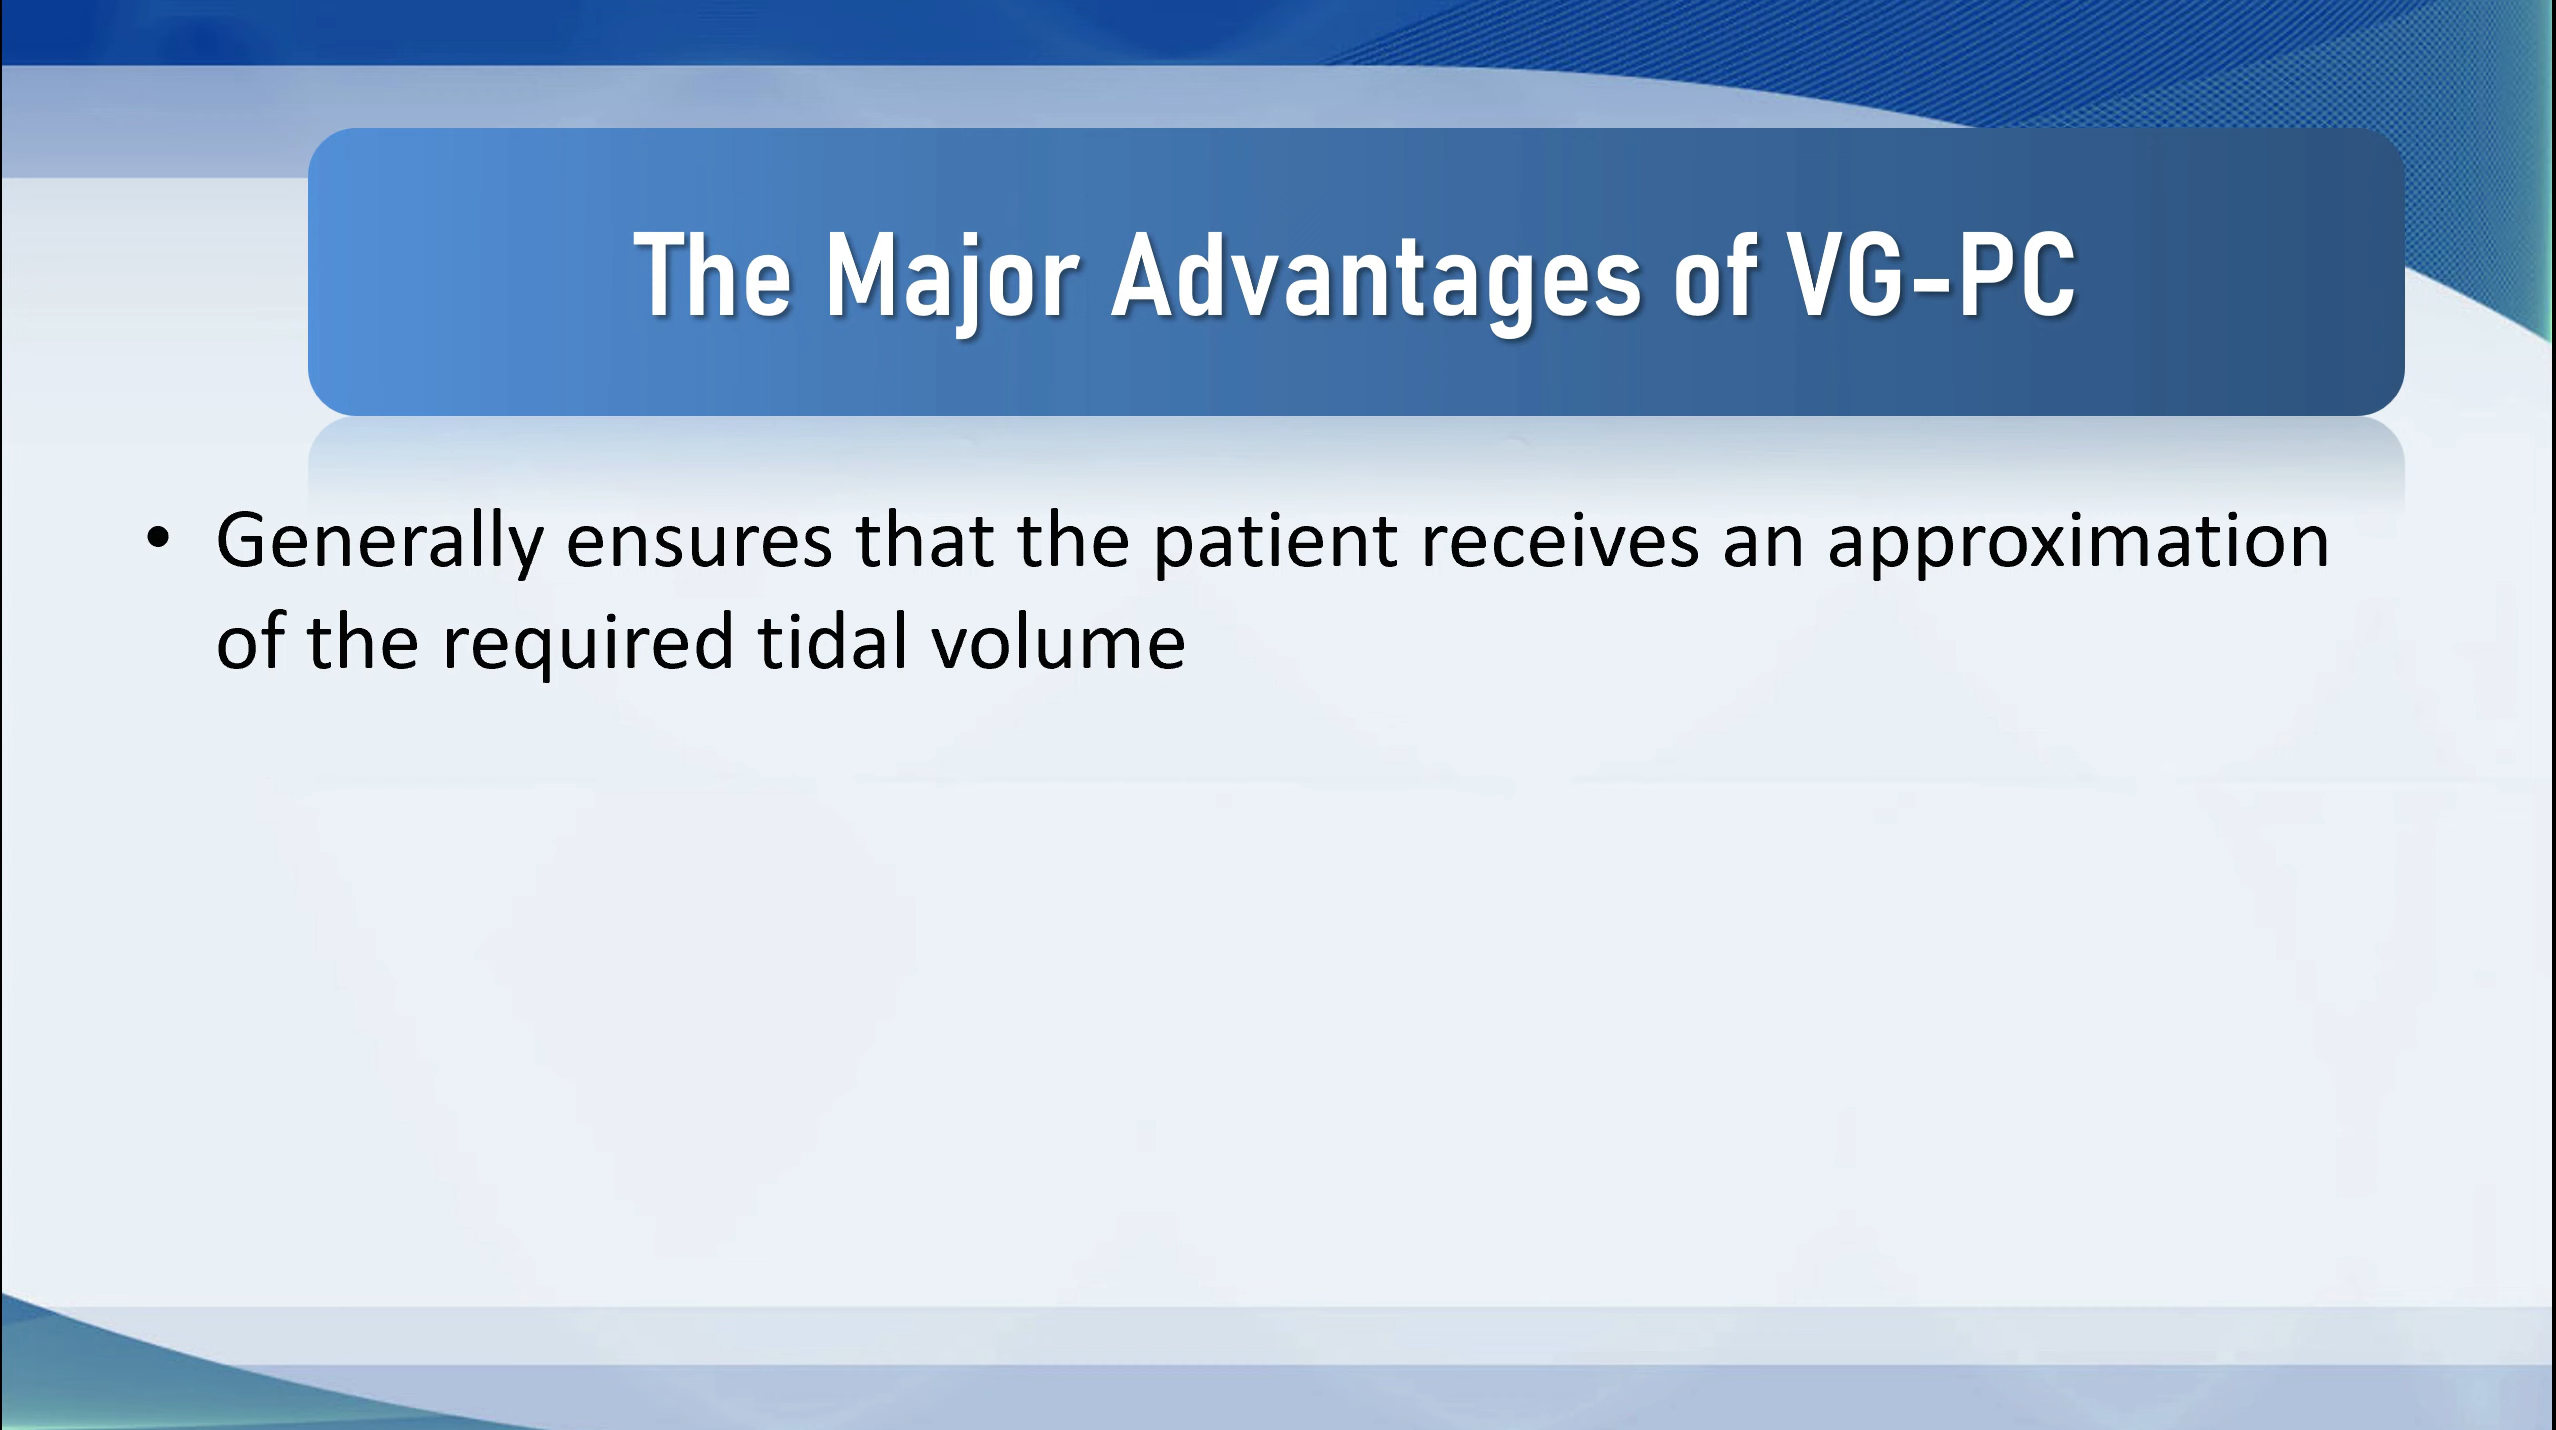 The Major Advantages of VG-PC
• Generally ensures that the patient receives an approximation
of the required tidal volume